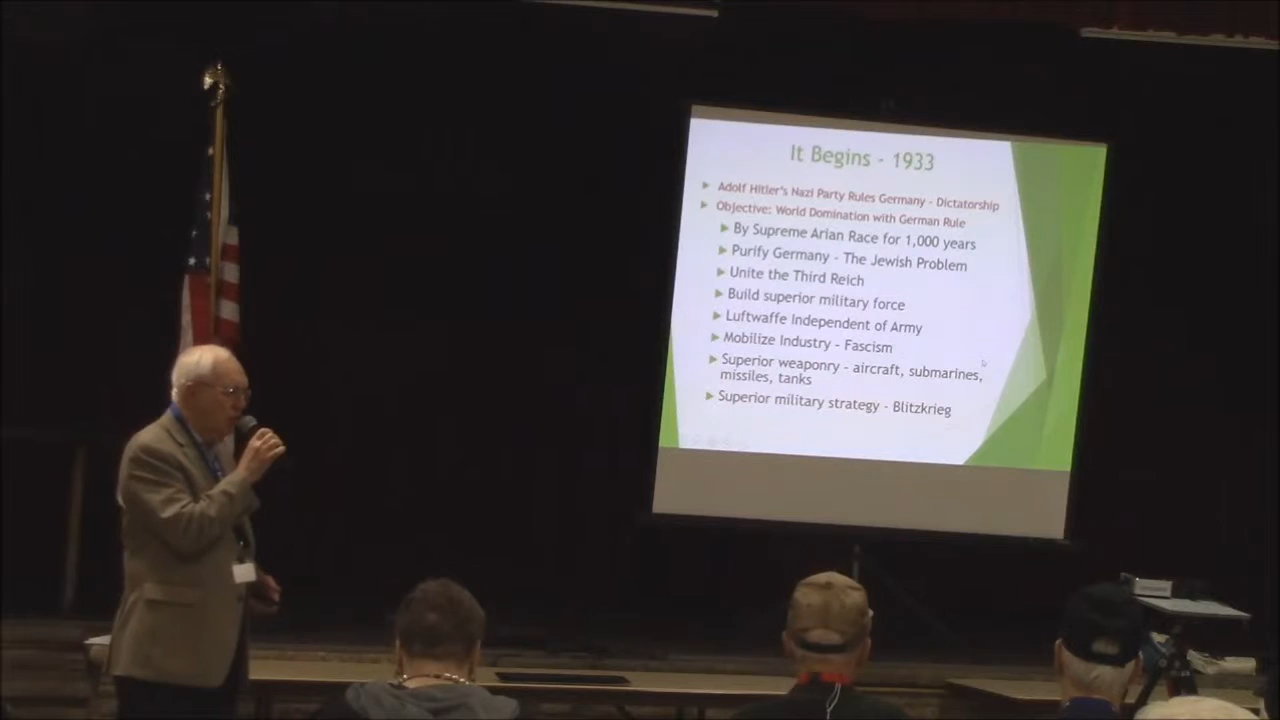 It Begins - 1933
Adolf Hitler's Nazi Party Rules Germany - Dictatorship
Objective: World Domination with German Rule
By Supreme Arian Race for 1,000 years
Purify Germany - The Jewish Problem
Unite the Third Reich
Build superior military force
Luftwaffe Independent of Army
Mobilize Industry - Fascism
Superior weaponry - aircraft, submarines,
missiles, tanks
Superior military strategy - Blitzkrieg